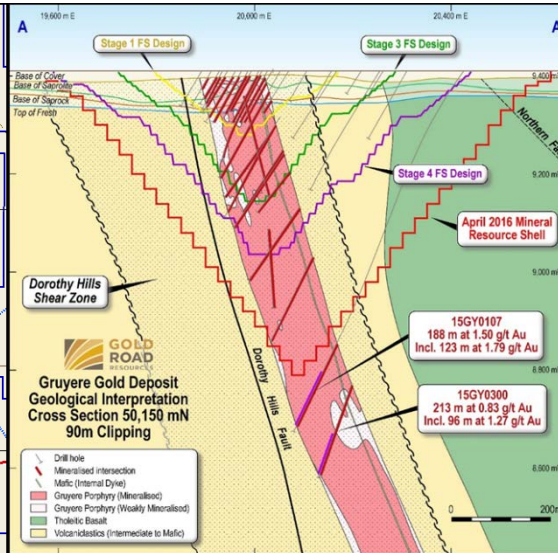 A
19,600 m E
20,000 m E
20,400 m E
Stage 1 FS Design
Stage 3 FS Design
Base of Cover
Base of Saprolite
Base of Saprock
Top of Fresh
9,400 m
Northern
9,200 m
Stage 4 FS Design
April 2016 Mineral
Resource Shell
9,000 m
Dorothy Hills
Shear Zone
15GY0107
188 m at 1.50 g/t Au
Incl. 123 m at 1.79 g/t Au
GOLD
ROAD
RESOURCES
8,800 m
Gruyere Gold Deposit
Geological Interpretation
Cross Section 50,150 mN
90m Clipping
Dorothy Hills Fault
15GY0300
213 m at 0.83 g/t Au
Incl. 96 m at 1.27 g/t Au
8,600 m
Drill hole
Mineralised intersection
Mafic (Internal Dyke)
Gruyere Porphyry (Mineralised)
Gruyere Porphyry (Weakly Mineralised)
Tholeitic Basalt
Volcaniclastics (Intermediate to Mafic)
0
200